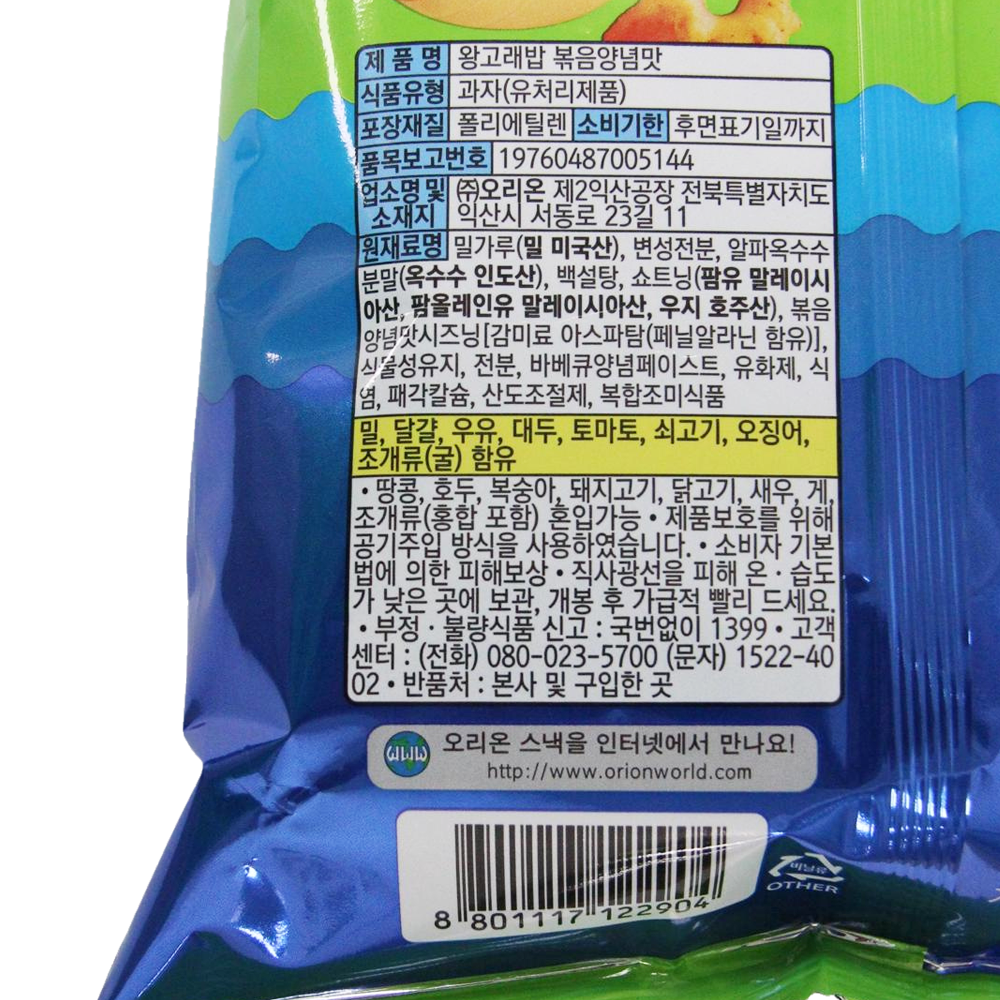 제 품 명 왕고래밥 볶음양념맛
식품유형 과자(유처리제품)
포장재질 폴리에틸렌 소비기한 후면표기일까지
품목보고번호 19760487005144
업소명 및 ㈜오리온 제2익산공장 전북특별자치도
소재지 익산시 서동로 23길 11
원재료명 밀가루(밀 미국산), 변성전분, 알파옥수수
분말(옥수수 인도산), 백설탕, 쇼트닝(팜유 말레이시
아산, 팜올레인유 말레이시아산, 우지 호주산), 볶음
양념맛시즈닝[감미료 아스파탐(페닐알라닌 함유)],
식물성유지, 전분, 바베큐양념페이스트, 유화제, 식
염, 패각칼슘, 산도조절제, 복합조미식품
밀, 달걀, 우유, 대두, 토마토, 쇠고기, 오징어,
조개류(굴) 함유
• 땅콩, 호두, 복숭아, 돼지고기, 닭고기, 새우, 게,
조개류(홍합 포함) 혼입가능 • 제품보호를 위해
공기주입 방식을 사용하였습니다. • 소비자 기본
법에 의한 피해보상 • 직사광선을 피해 온 · 습도
가 낮은 곳에 보관, 개봉 후 가급적 빨리 드세요.
• 부정 · 불량식품 신고 : 국번없이 1399 • 고객
센터 : (전화) 080-023-5700 (문자) 1522-40
02 • 반품처 : 본사 및 구입한 곳
오리온 스낵을 인터넷에서 만나요!
http://www.orionworld.com
8 801117 122904
비닐류
OTHER